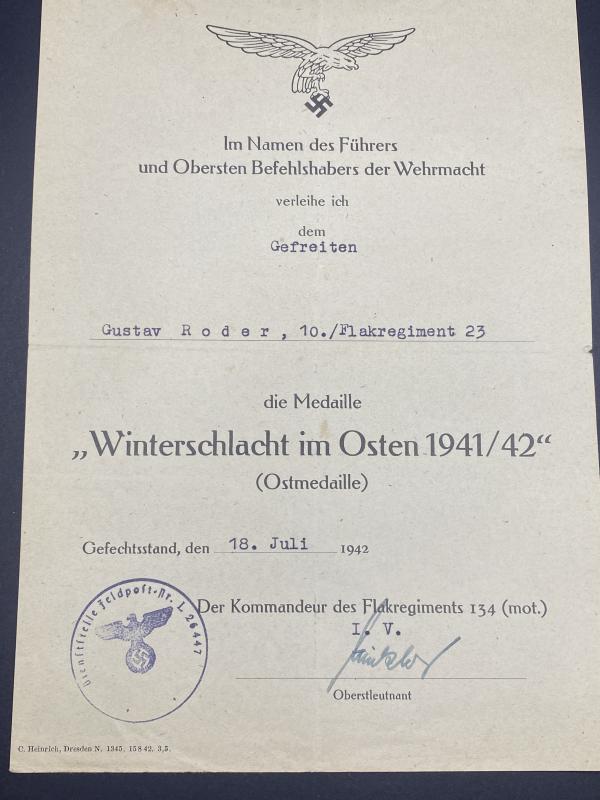 Im Namen des Führers
und Obersten Befehlshabers der Wehrmacht
verleihe ich
dem
Gefreiten
Gustav R o d e r , 10./Flakregiment 23
die Medaille
„Winterschlacht im Osten 1941/42“
(Ostmedaille)
Gefechtsstand, den 18. Juli 1942
Dienststelle Feldpost-Nr. L 26447
Der Kommandeur des Flakregiments 134 (mot.)
I. V.
Oberstleutnant
C. Heinrich, Dresden N. 1345. 15842. 3,5.